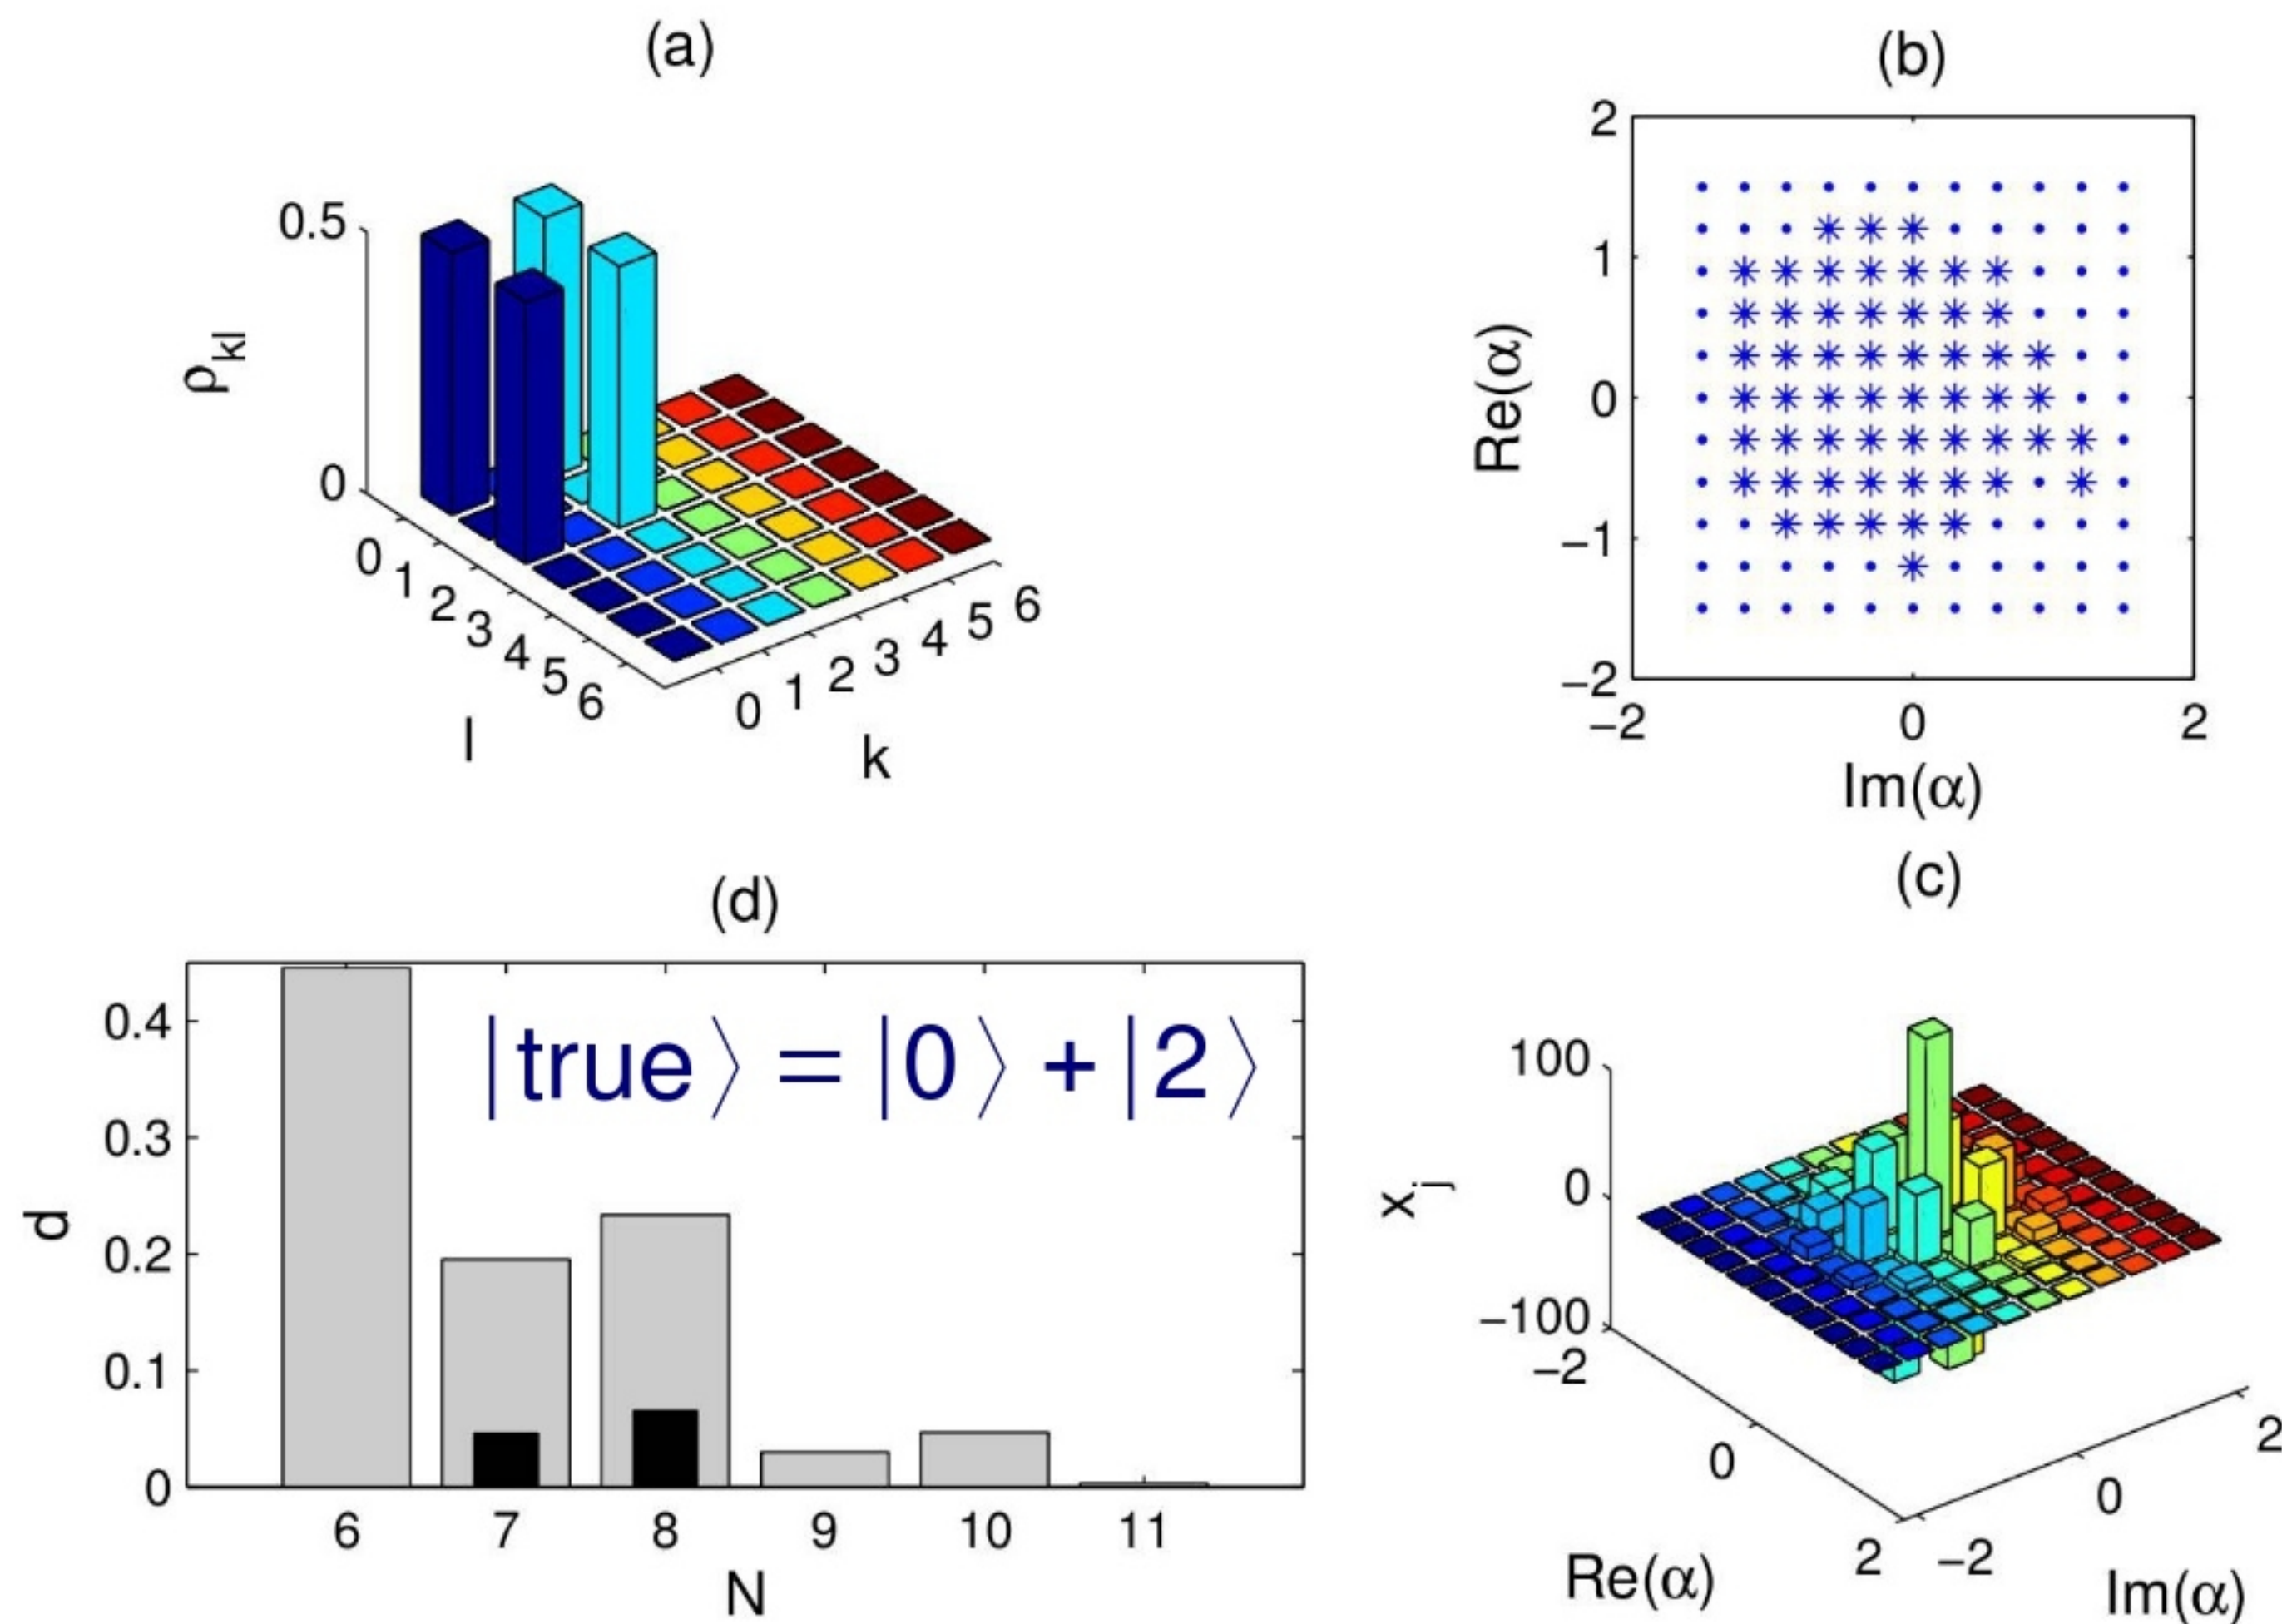 (a)
0.5
0
ρkl
0 1 2 3 4 5 6
l
0 1 2 3 4 5 6
k
(b)
2
1
0
−1
−2
Re(α)
−2 0 2
Im(α)
(d)
0.4
0.3
0.2
0.1
0
d
|true⟩ = |0⟩ + |2⟩
6 7 8 9 10 11
N
(c)
100
0
−100
xj
−2 0 2
Re(α)
−2 0 2
Im(α)